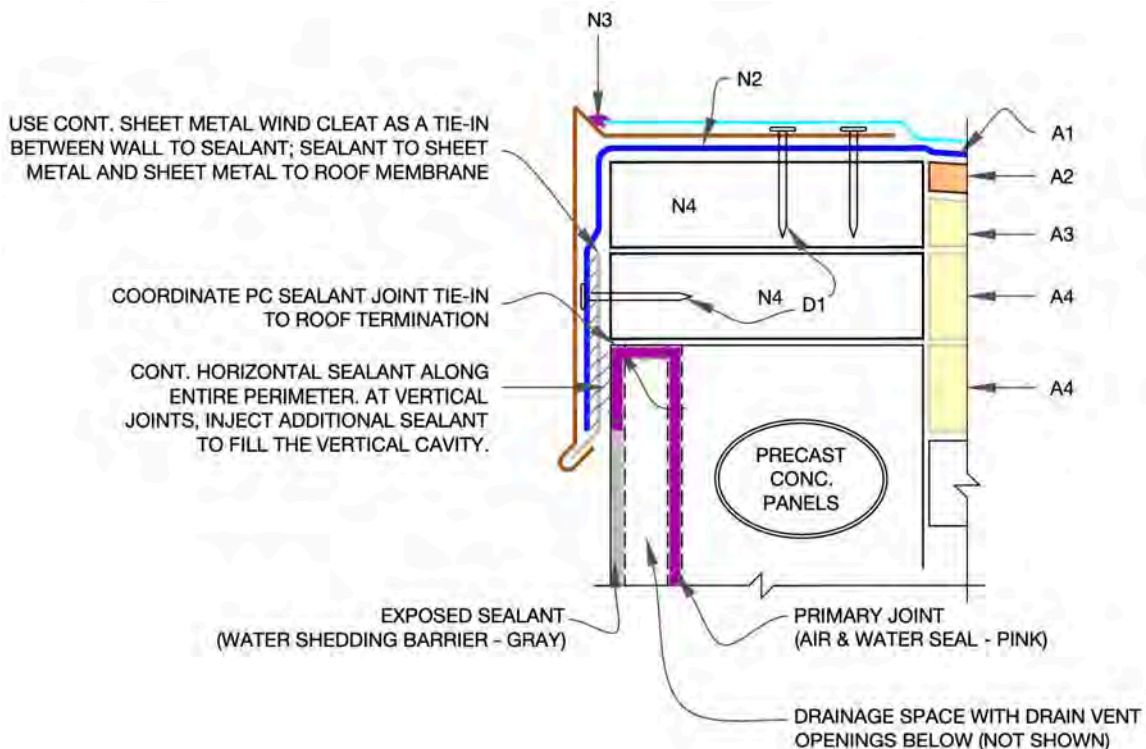 N3
N2
USE CONT. SHEET METAL WIND CLEAT AS A TIE-IN
BETWEEN WALL TO SEALANT; SEALANT TO SHEET
METAL AND SHEET METAL TO ROOF MEMBRANE
A1
A2
N4
A3
COORDINATE PC SEALANT JOINT TIE-IN
TO ROOF TERMINATION
N4
D1
A4
CONT. HORIZONTAL SEALANT ALONG
ENTIRE PERIMETER. AT VERTICAL
JOINTS, INJECT ADDITIONAL SEALANT
TO FILL THE VERTICAL CAVITY.
A4
PRECAST
CONC.
PANELS
EXPOSED SEALANT
(WATER SHEDDING BARRIER - GRAY)
PRIMARY JOINT
(AIR & WATER SEAL - PINK)
DRAINAGE SPACE WITH DRAIN VENT
OPENINGS BELOW (NOT SHOWN)